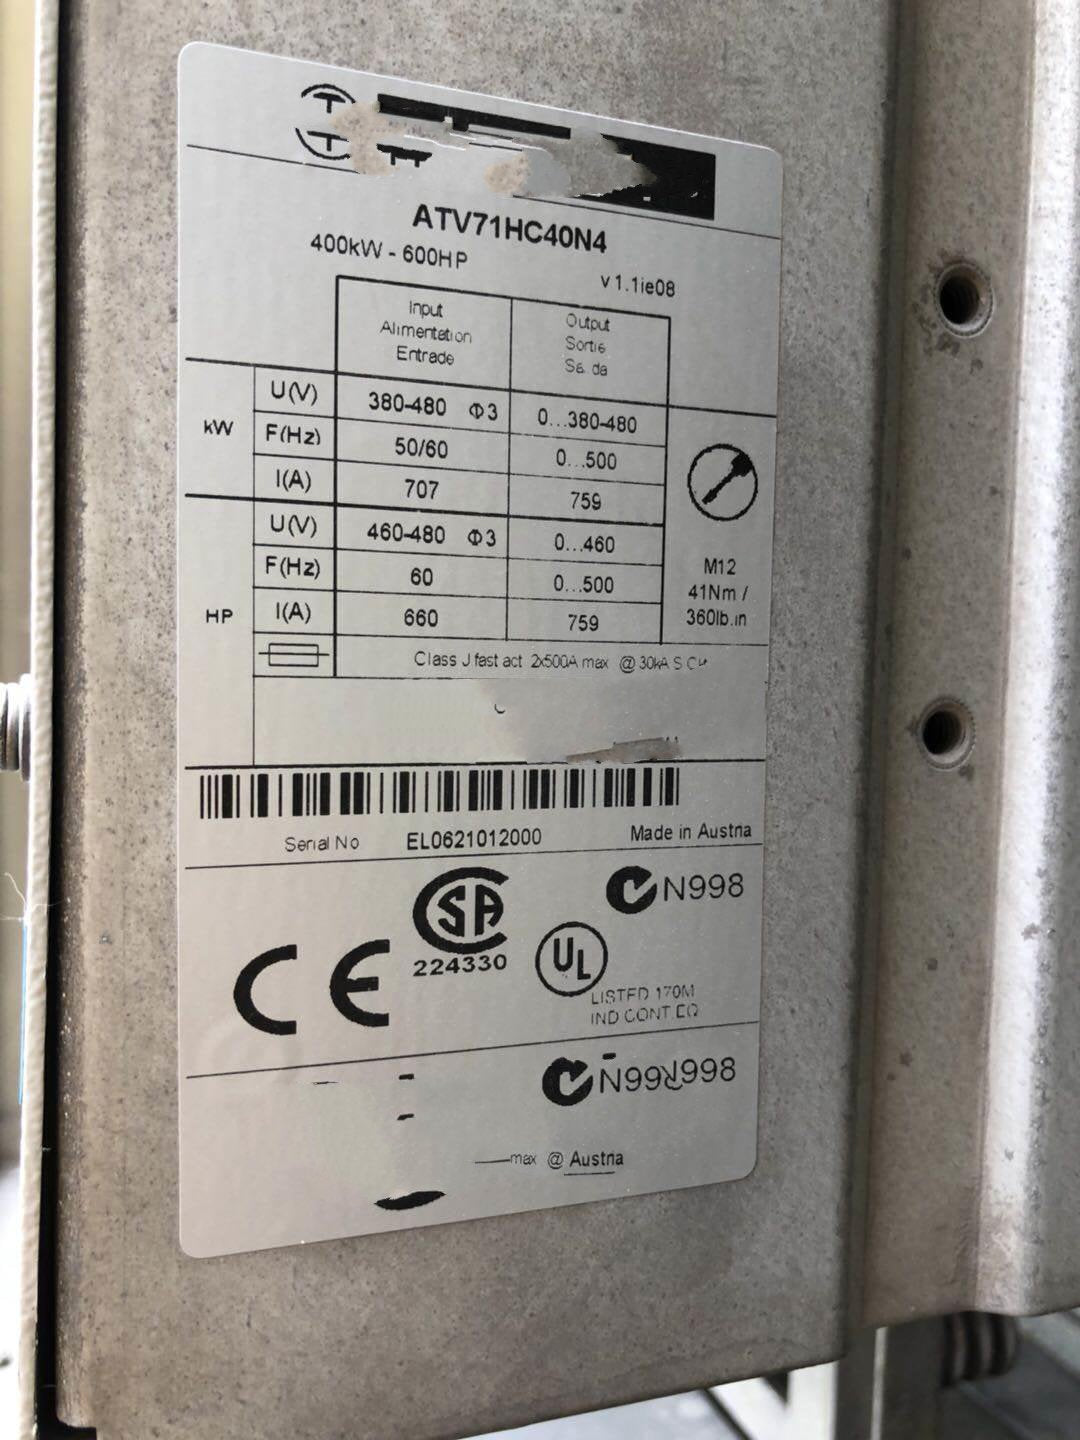 ATV71HC40N4
400kW - 600HP
v1.1ie08
Input
Alimentation
Entrade
Output
Sortie
kW
U(V)
380-480 Φ3
0...380-480
F(Hz)
50/60
0...500
I(A)
707
759
HP
U(V)
460-480 Φ3
0...460
F(Hz)
60
0...500
I(A)
660
759
M12
41Nm /
360lb.in
Class J fast act 2x500A max @ 30kA
Serial No EL0621012000 Made in Austria
CE
SA
224330
N998
UL
LISTED 170M
IND CONT.EQ
max @ Austria